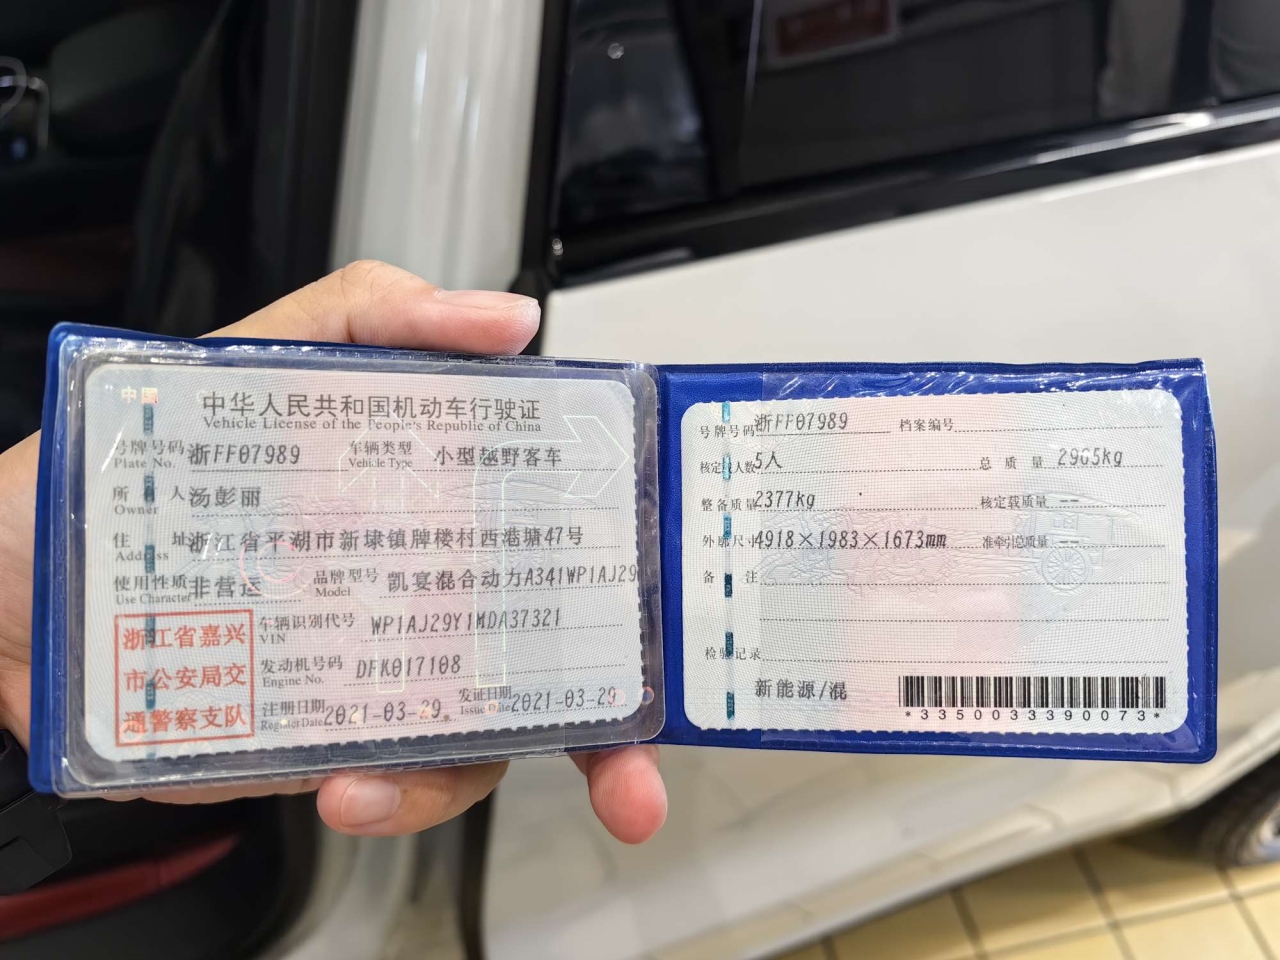 中国
中华人民共和国机动车行驶证
Vehicle License of the People's Republic of China
号牌号码 浙FF07989 车辆类型 小型越野客车
Plate No. Vehicle Type
所有人 汤彭丽
Owner
住址 浙江省平湖市新埭镇牌楼村西港塘47号
Address
使用性质 非营运 品牌型号 凯宴混合动力A341WP1AJ29
Use Character Model
浙江省嘉兴
市公安局交
通警察支队
车辆识别代号 WP1AJ29Y1MDA37321
VIN
发动机号码 DFK017108
Engine No.
注册日期 2021-03-29 发证日期 2021-03-29
Register Date Issue Date
号牌号码 浙FF07989 档案编号
核定载人数 5人 总质量 2965kg
整备质量 2377kg 核定载质量 --
外廓尺寸 4918×1983×1673mm 准牵引总质量 --
备注
检验记录
新能源/混
*3350033390073*